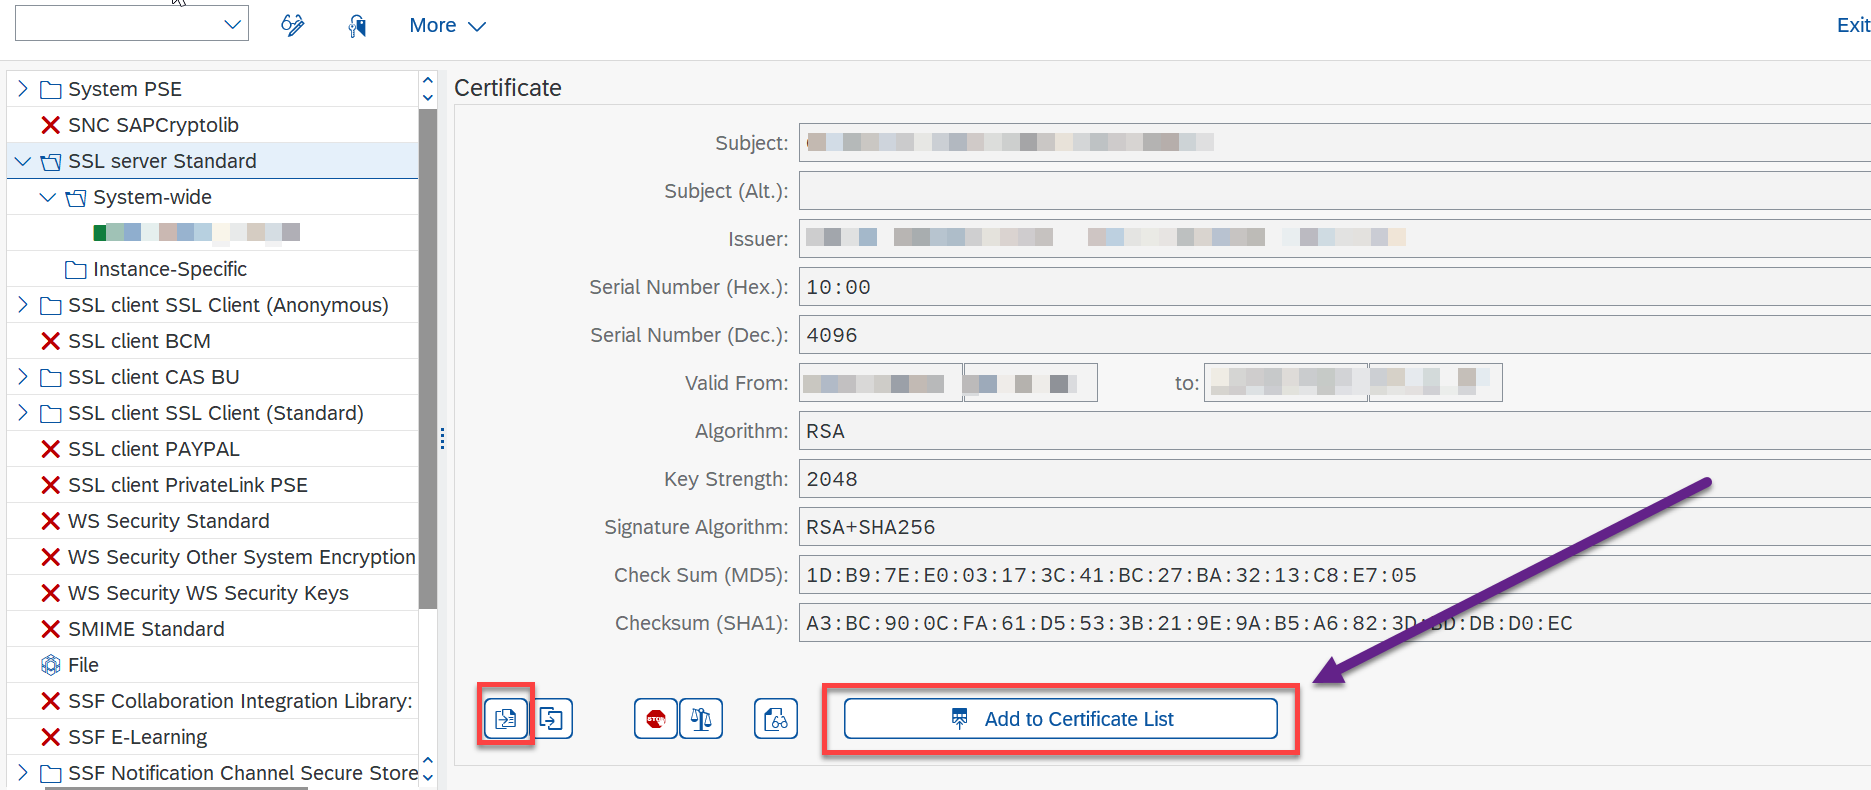 More
Exit
System PSE
SNC SAPCryptolib
SSL server Standard
System-wide
Instance-Specific
SSL client SSL Client (Anonymous)
SSL client BCM
SSL client CAS BU
SSL client SSL Client (Standard)
SSL client PAYPAL
SSL client PrivateLink PSE
WS Security Standard
WS Security Other System Encryption
WS Security WS Security Keys
SMIME Standard
File
SSF Collaboration Integration Library:
SSF E-Learning
SSF Notification Channel Secure Store
Certificate
Subject:
Subject (Alt.):
Issuer:
Serial Number (Hex.): 10:00
Serial Number (Dec.): 4096
Valid From: to:
Algorithm: RSA
Key Strength: 2048
Signature Algorithm: RSA+SHA256
Check Sum (MD5): 1D:B9:7E:E0:03:17:3C:41:BC:27:BA:32:13:C8:E7:05
Checksum (SHA1): A3:BC:90:0C:FA:61:D5:53:3B:21:9E:9A:B5:A6:82:3D:BD:DB:D0:EC
STOP
Add to Certificate List